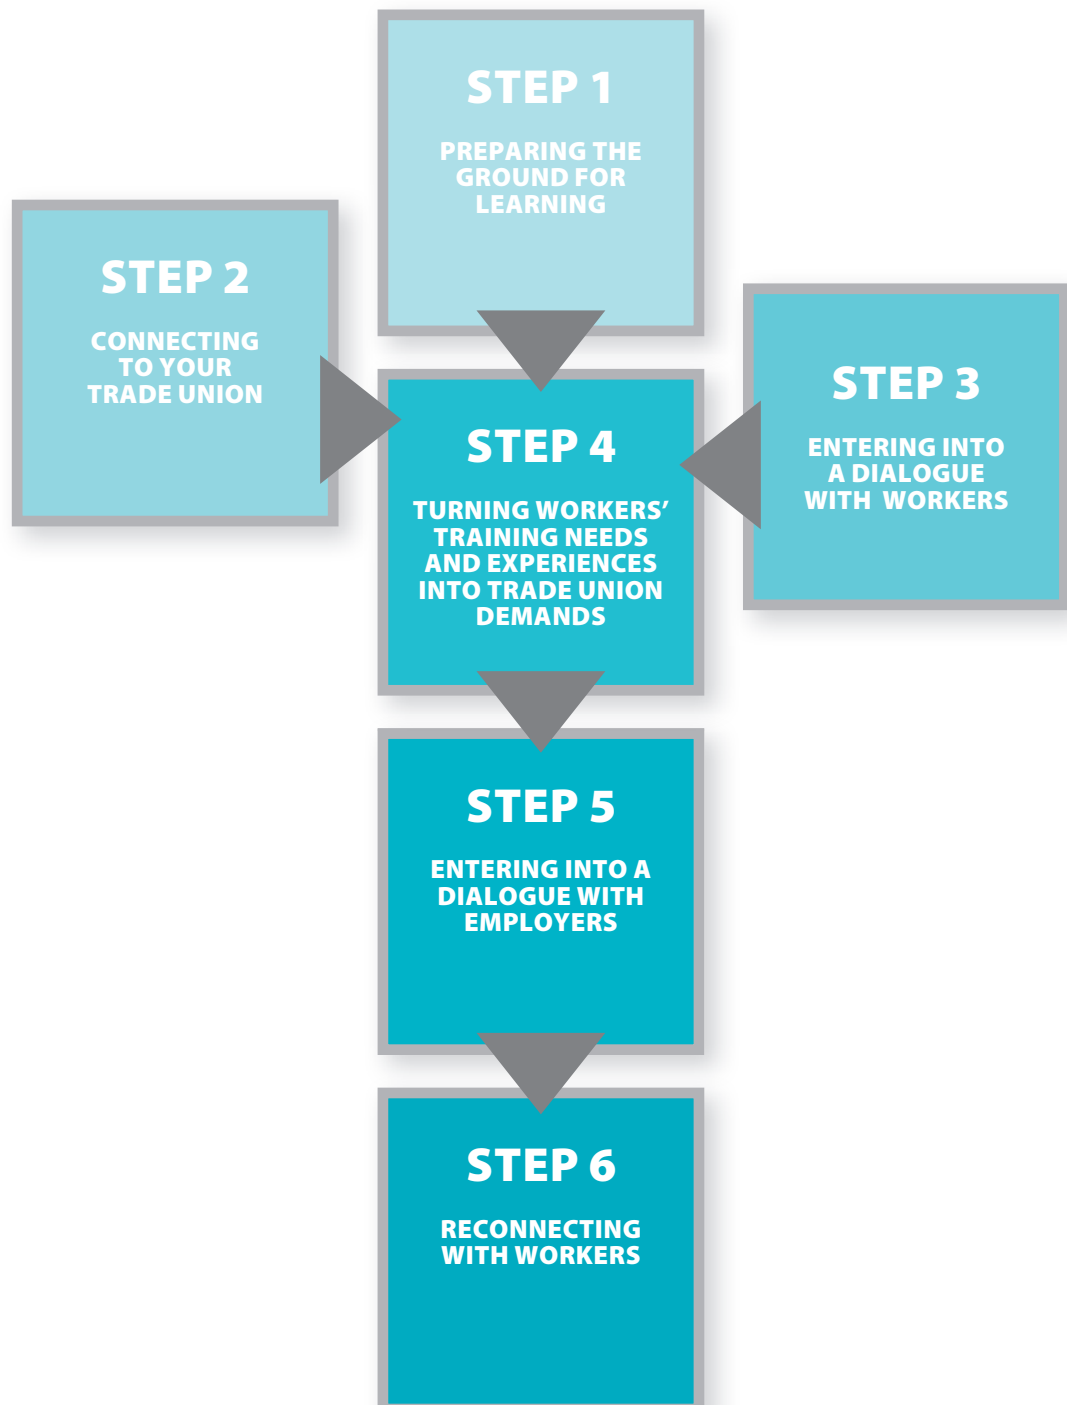 STEP 1
PREPARING THE
GROUND FOR
LEARNING
STEP 2
CONNECTING
TO YOUR
TRADE UNION
STEP 3
ENTERING INTO
A DIALOGUE
WITH WORKERS
STEP 4
TURNING WORKERS’
TRAINING NEEDS
AND EXPERIENCES
INTO TRADE UNION
DEMANDS
STEP 5
ENTERING INTO A
DIALOGUE WITH
EMPLOYERS
STEP 6
RECONNECTING
WITH WORKERS